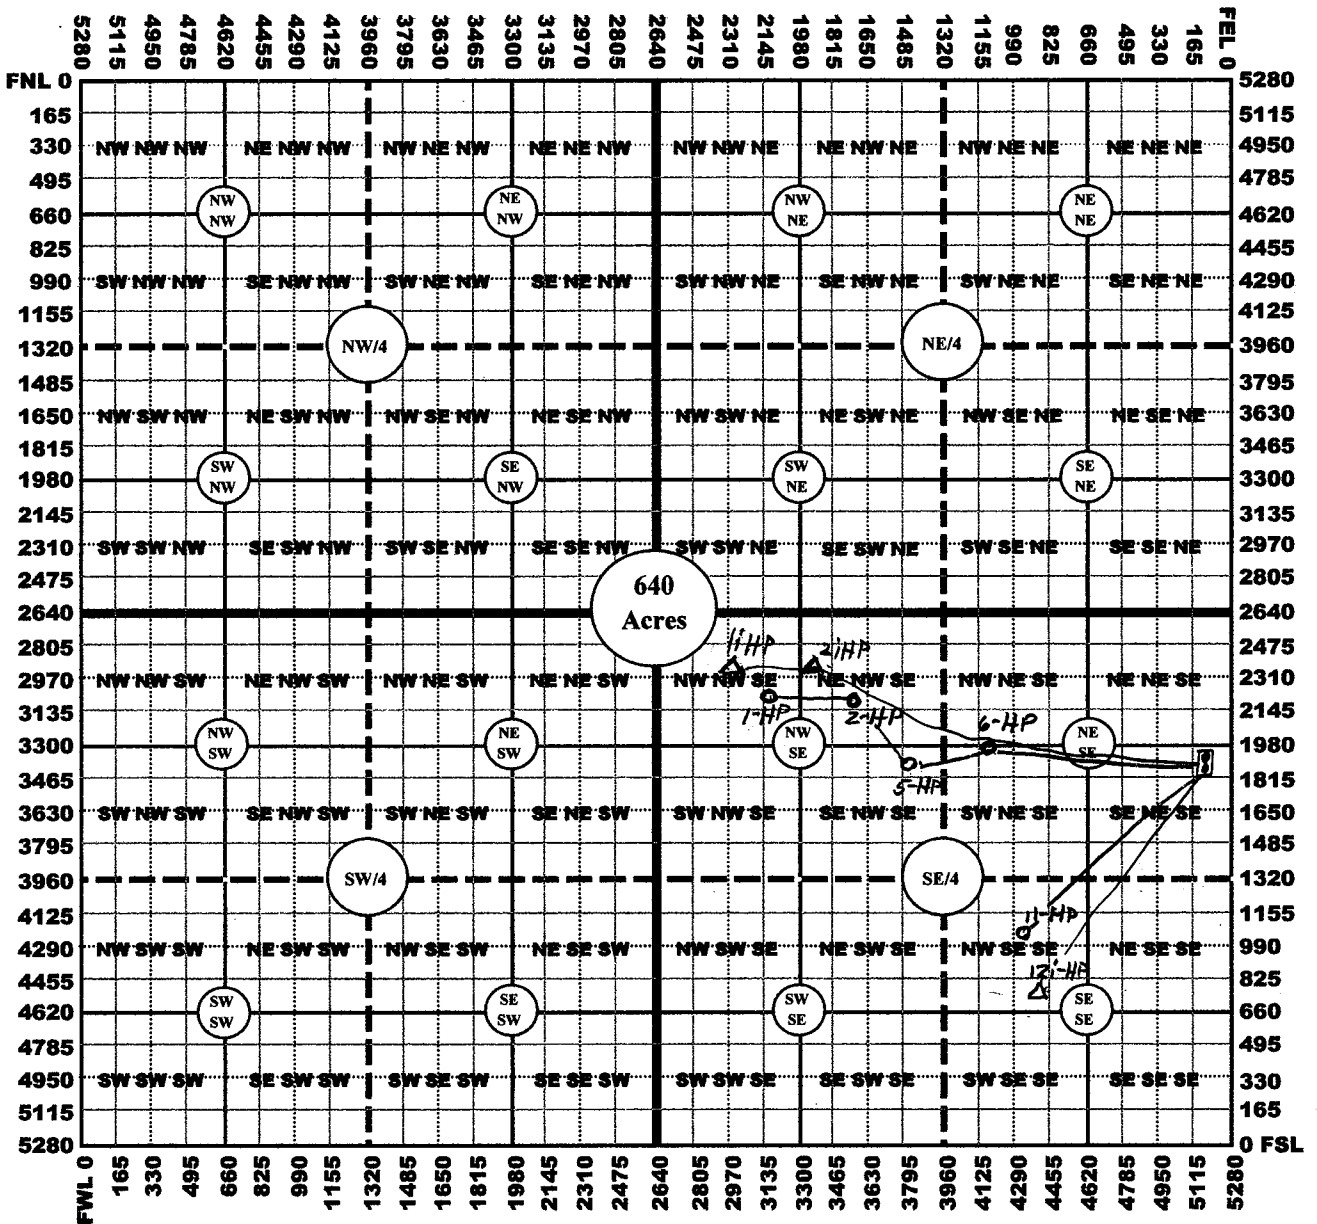 5280 5115 4950 4785 4620 4455 4290 4125 3960 3795 3630 3465 3300 3135 2970 2805 2640 2475 2310 2145 1980 1815 1650 1485 1320 1155 990 825 660 495 330 165 FEL 0
FNL 0 5280
165 5115
330 NW NW NW NE NW NW NW NE NW NE NE NW NW NW NE NE NW NE NW NE NE NE NE NE 4950
495 4785
NW NE NW NE
660 NW NW NE NE 4620
825 4455
990 SW NW NW SE NW NW SW NE NW SE NE NW SW NW NE SE NW NE SW NE NE SE NE NE 4290
1155 4125
1320 NW/4 NE/4 3960
1485 3795
1650 NW SW NW NE SW NW NW SE NW NE SE NW NW SW NE NE SW NE NW SE NE NE SE NE 3630
1815 3465
SW SE SW SE
1980 NW NW NE NE 3300
2145 3135
2310 SW SW NW SE SW NW SW SE NW SE SE NW SW SW NE SE SW NE SW SE NE SE SE NE 2970
2475 640 2805
2640 Acres 2640
2805 1iHP 2iHP 2475
2970 NW NW SW NE NW SW NW NE SW NE NE SW NW NW SE NE NW SE NW NE SE NE NE SE 2310
3135 1-HP 2-HP 6-HP 2145
NW NE NW NE
3300 SW SW SE SE 1980
3465 5-HP 1815
3630 SW NW SW SE NW SW SW NE SW SE NE SW SW NW SE SE NW SE SW NE SE SE NE SE 1650
3795 1485
3960 SW/4 SE/4 1320
4125 11-HP 1155
4290 NW SW SW NE SW SW NW SE SW NE SE SW NW SW SE NE SW SE NW SE SE NE SE SE 990
4455 12i-HP 825
SW SE SW SE
4620 SW SW SE SE 660
4785 495
4950 SW SW SW SE SW SW SW SE SW SE SE SW SW SW SE SE SW SE SW SE SE SE SE SE 330
5115 165
5280 0 FSL
FWL 0 165 330 495 660 825 990 1155 1320 1485 1650 1815 1980 2145 2310 2475 2640 2805 2970 3135 3300 3465 3630 3795 3960 4125 4290 4455 4620 4785 4950 5115 5280